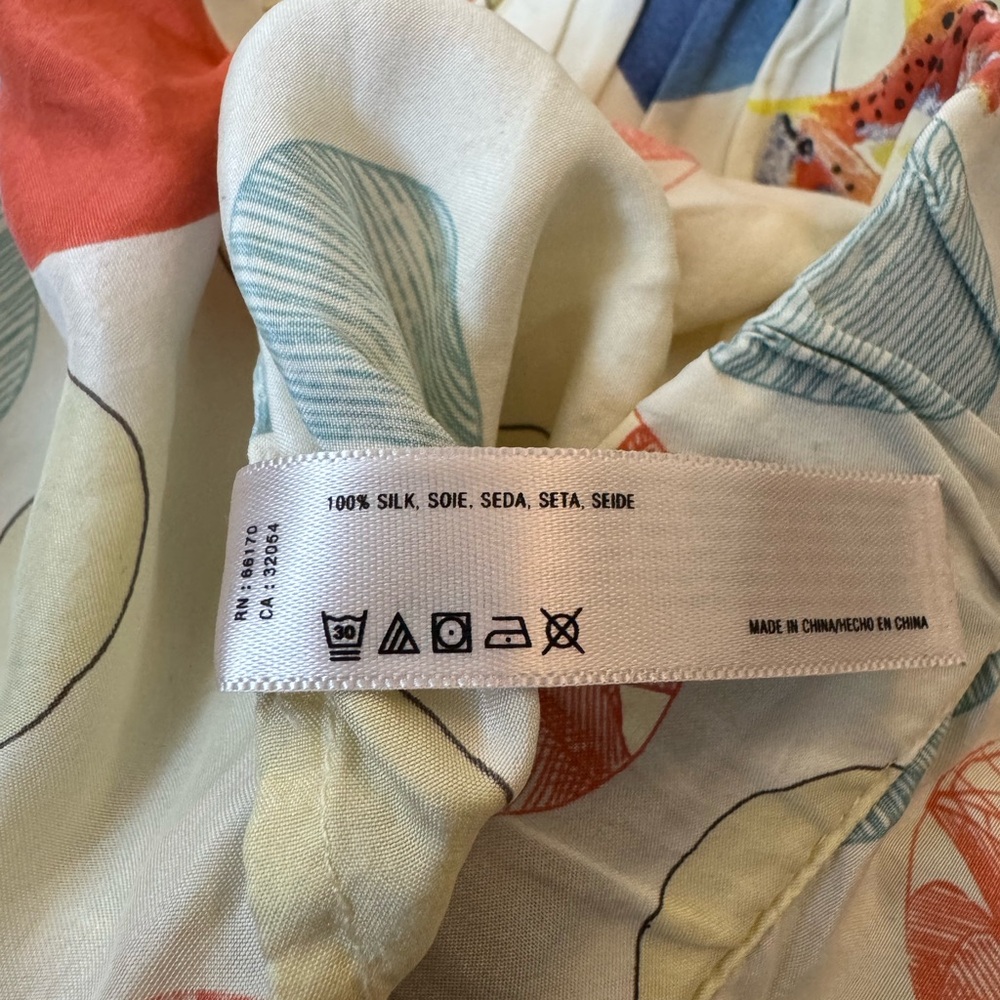 100% SILK, SOIE, SEDA, SETA, SEIDE
RN : 66170
CA : 32054
30
MADE IN CHINA/HECHO EN CHINA